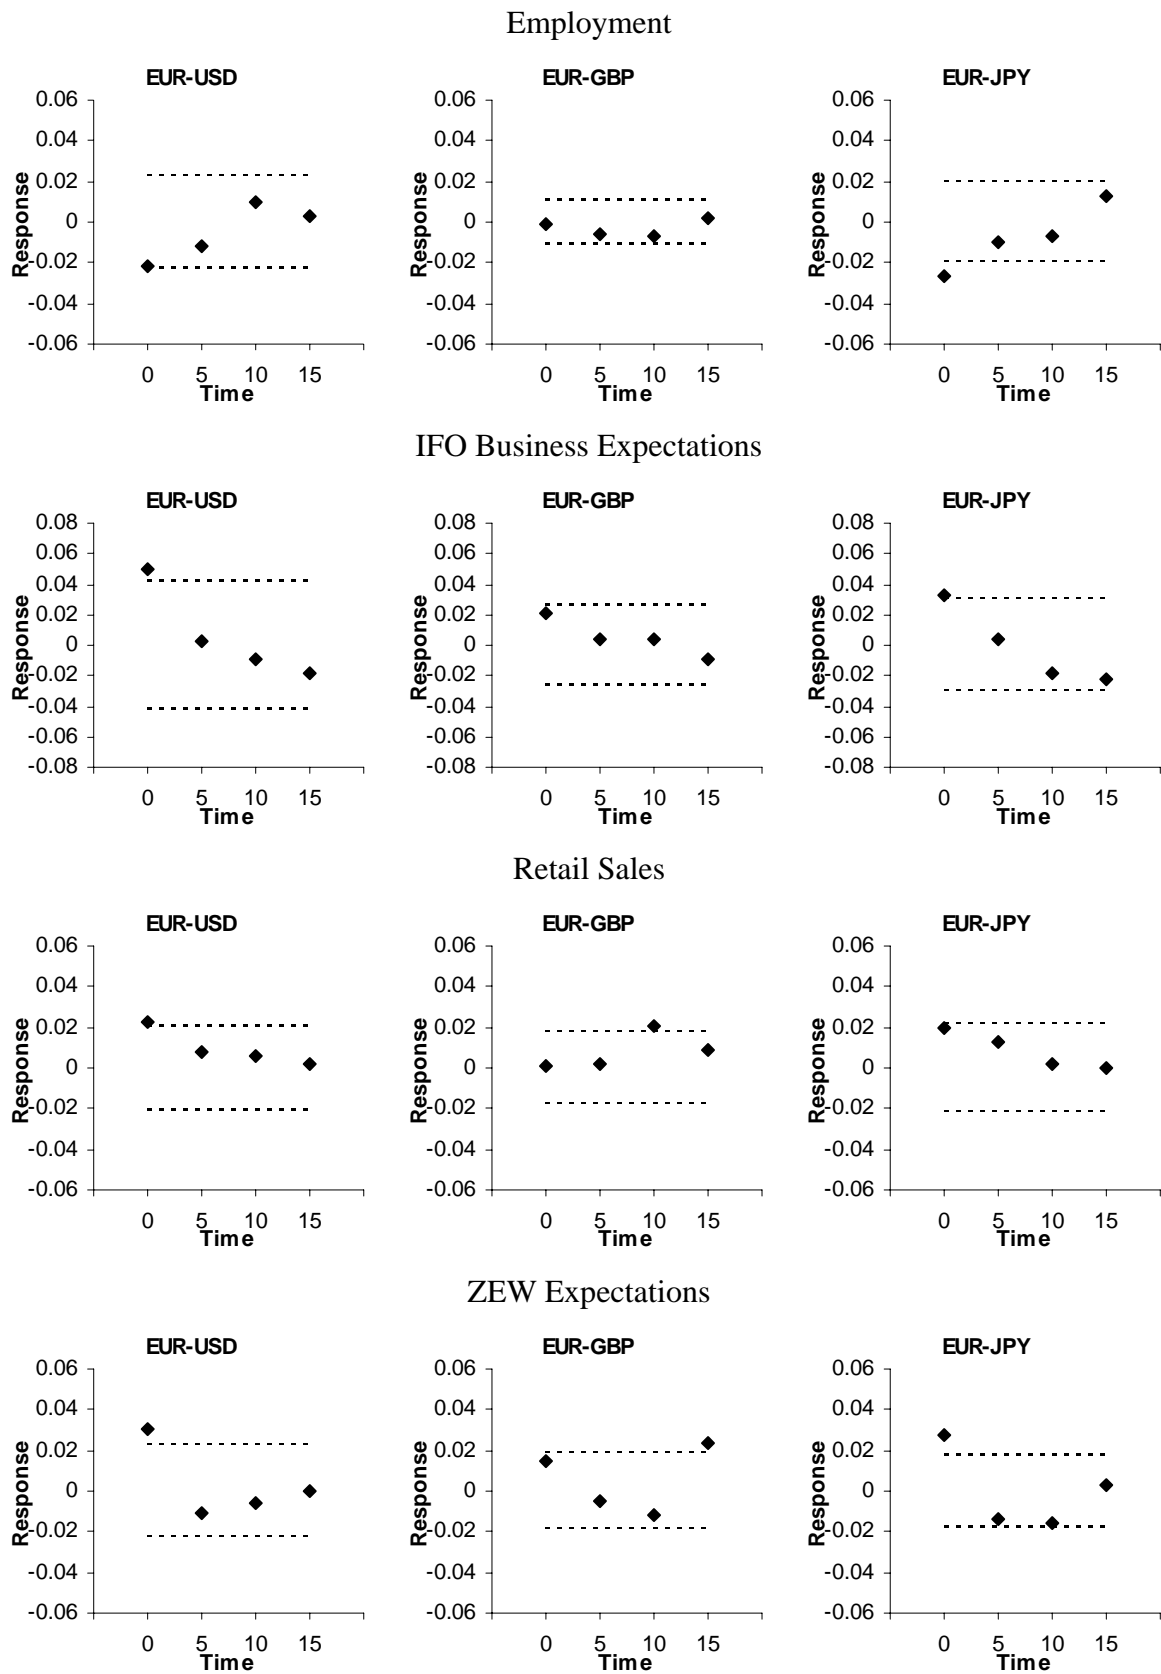 Employment
EUR-USD EUR-GBP EUR-JPY
0.06 0.06 0.06
0.04 0.04 0.04
0.02 0.02 0.02
0 0 0
-0.02 -0.02 -0.02
-0.04 -0.04 -0.04
-0.06 -0.06 -0.06
Response Response Response
0 5 10 15 0 5 10 15 0 5 10 15
Time Time Time
IFO Business Expectations
EUR-USD EUR-GBP EUR-JPY
0.08 0.08 0.08
0.06 0.06 0.06
0.04 0.04 0.04
0.02 0.02 0.02
0 0 0
-0.02 -0.02 -0.02
-0.04 -0.04 -0.04
-0.06 -0.06 -0.06
-0.08 -0.08 -0.08
Response Response Response
0 5 10 15 0 5 10 15 0 5 10 15
Time Time Time
Retail Sales
EUR-USD EUR-GBP EUR-JPY
0.06 0.06 0.06
0.04 0.04 0.04
0.02 0.02 0.02
0 0 0
-0.02 -0.02 -0.02
-0.04 -0.04 -0.04
-0.06 -0.06 -0.06
Response Response Response
0 5 10 15 0 5 10 15 0 5 10 15
Time Time Time
ZEW Expectations
EUR-USD EUR-GBP EUR-JPY
0.06 0.06 0.06
0.04 0.04 0.04
0.02 0.02 0.02
0 0 0
-0.02 -0.02 -0.02
-0.04 -0.04 -0.04
-0.06 -0.06 -0.06
Response Response Response
0 5 10 15 0 5 10 15 0 5 10 15
Time Time Time